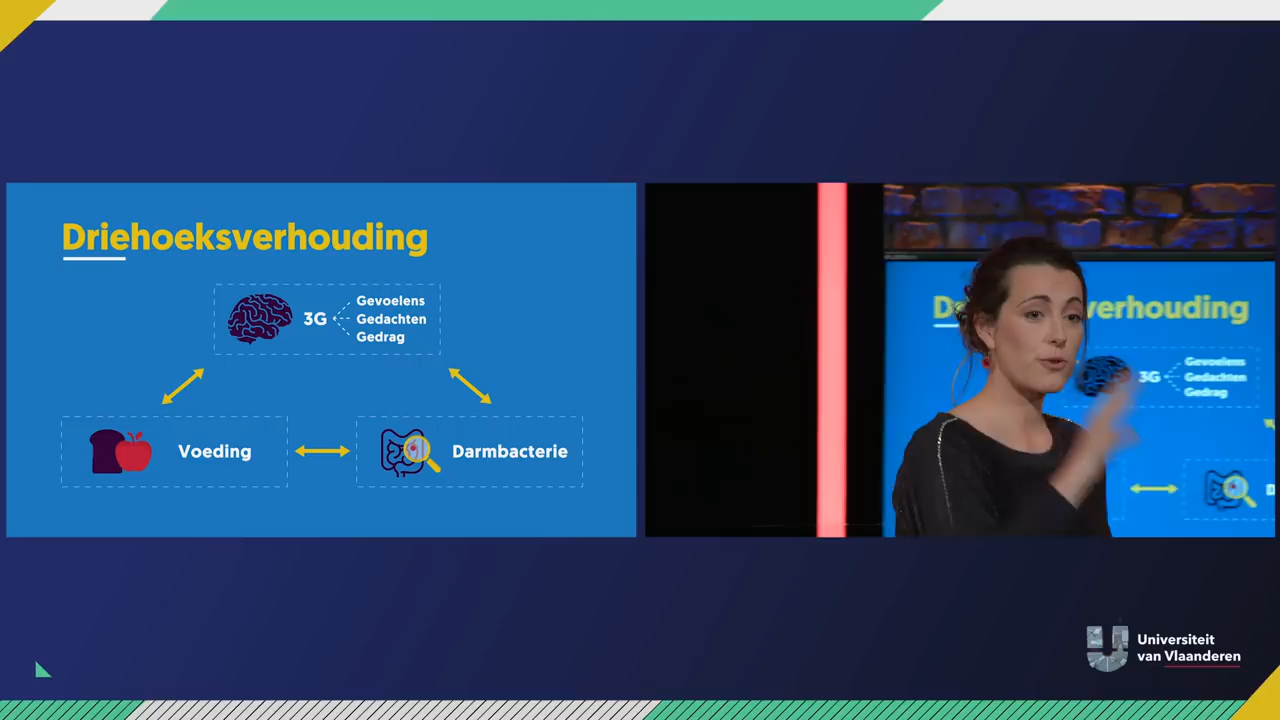 Driehoeksverhouding
3G
Gevoelens
Gedachten
Gedrag
Voeding
Darmbacterie
verhouding
3G
Gevoelens
Gedachten
Gedrag
Universiteit
van Vlaanderen